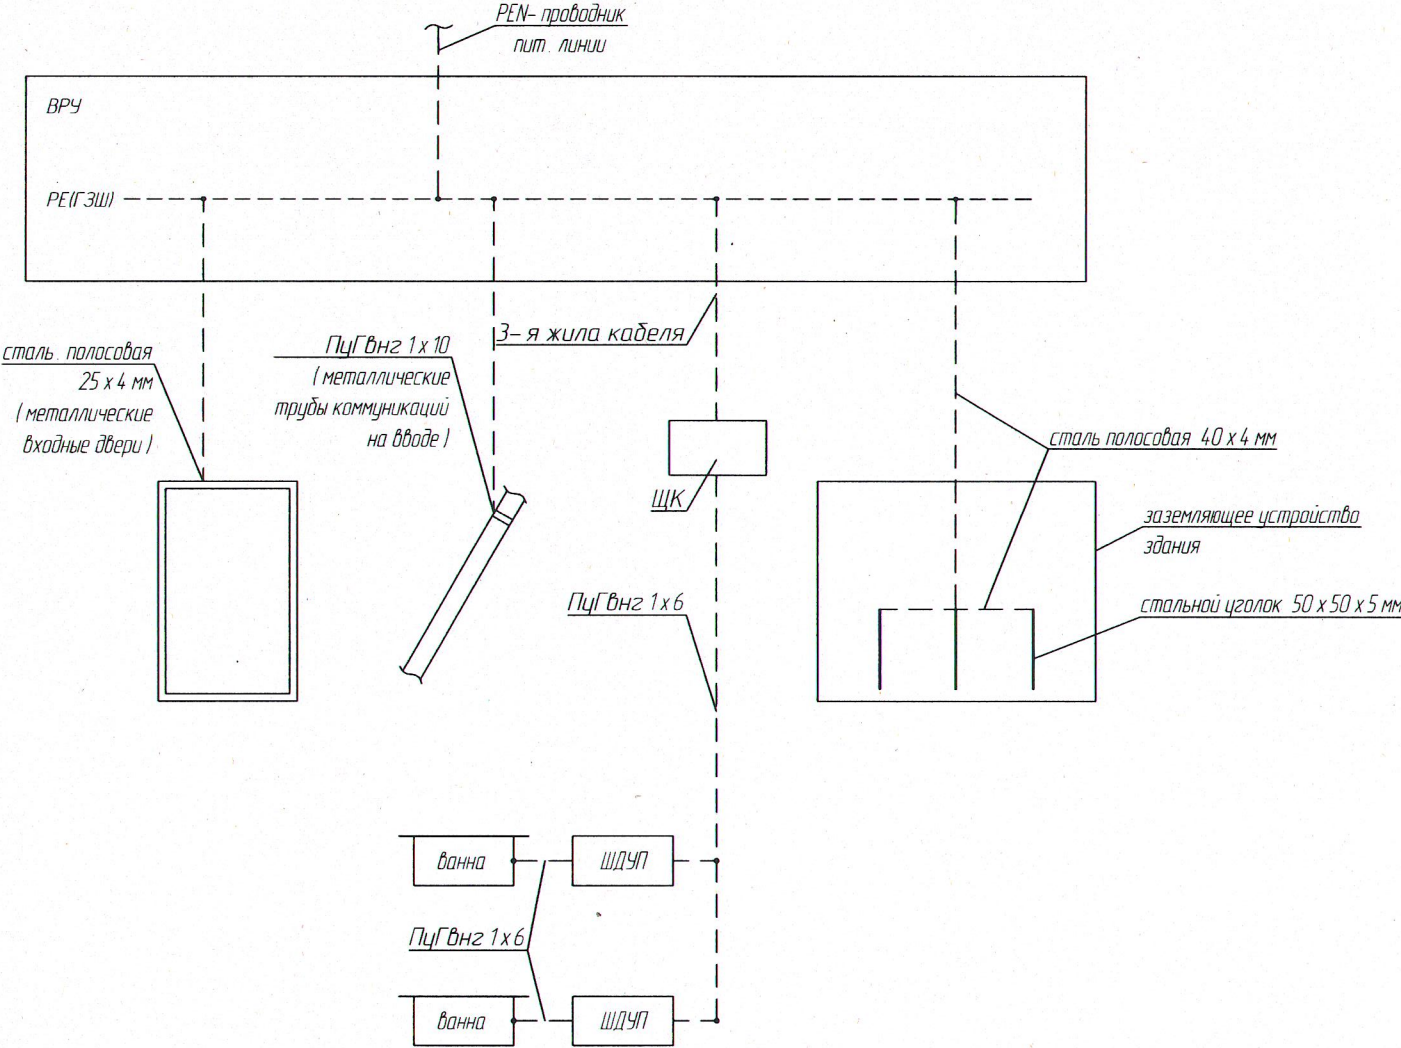 PEN- проводник
пит. линии
ВРУ
РЕ(ГЗШ)
3- я жила кабеля
сталь. полосовая
25 х 4 мм
( металлические
входные двери )
ПуГВнг 1 х 10
( металлические
трубы коммуникаций
на вводе )
сталь полосовая 40 х 4 мм
ЩК
заземляющее устройство
здания
ПуГВнг 1 х 6
стальной уголок 50 х 50 х 5 мм
ванна
ШДУП
ПуГВнг 1 х 6
ванна
ШДУП